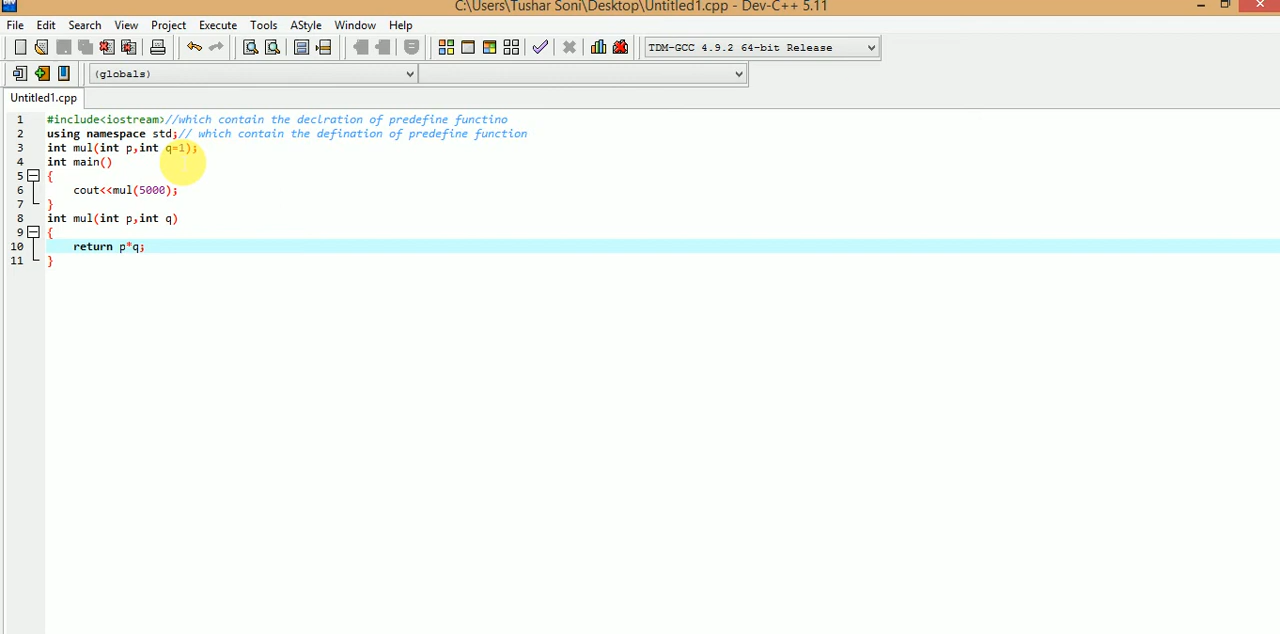 C:\Users\Tushar Soni\Desktop\Untitled1.cpp - Dev-C++ 5.11
File Edit Search View Project Execute Tools AStyle Window Help
TDM-GCC 4.9.2 64-bit Release
(globals)
Untitled1.cpp
1 #include<iostream>//which contain the declration of predefine functino
2 using namespace std;// which contain the defination of predefine function
3 int mul(int p,int q=1);
4 int main()
5 {
6 cout<<mul(5000);
7 }
8 int mul(int p,int q)
9 {
10 return p*q;
11 }